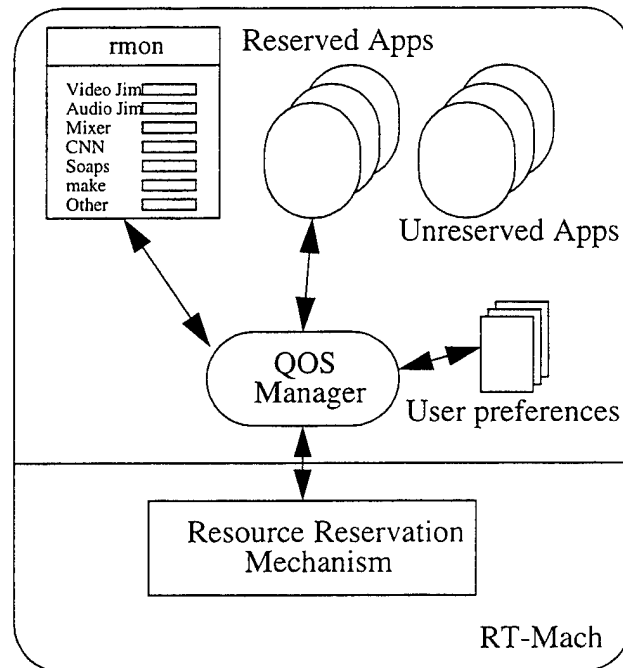 rmon
Video Jim
Audio Jim
Mixer
CNN
Soaps
make
Other
Reserved Apps
Unreserved Apps
QOS
Manager
User preferences
Resource Reservation
Mechanism
RT-Mach